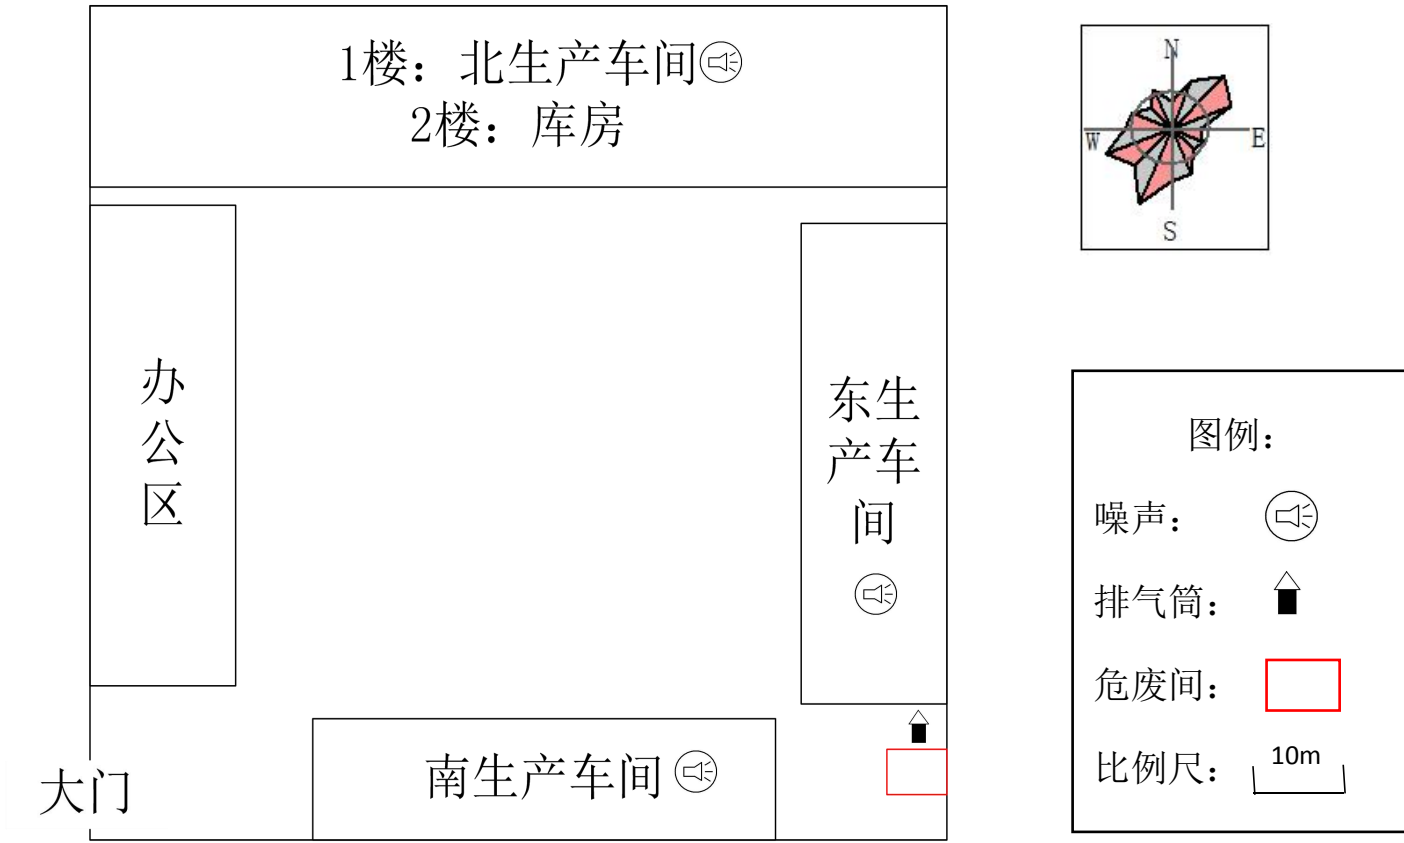 1楼：北生产车间
2楼：库房
办
公
区
东生
产车
间
南生产车间
大门
N
W
E
S
图例：
噪声：
排气筒：
危废间：
比例尺：
10m